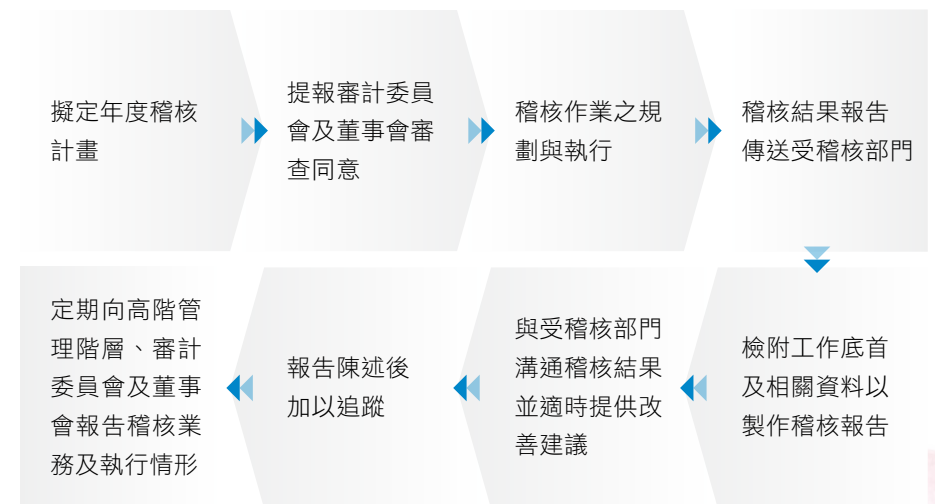 擬定年度稽核
計畫
提報審計委員
會及董事會審
查同意
稽核作業之規
劃與執行
稽核結果報告
傳送受稽核部門
檢附工作底首
及相關資料以
製作稽核報告
與受稽核部門
溝通稽核結果
並適時提供改
善建議
報告陳述後
加以追蹤
定期向高階管
理階層、審計
委員會及董事
會報告稽核業
務及執行情形